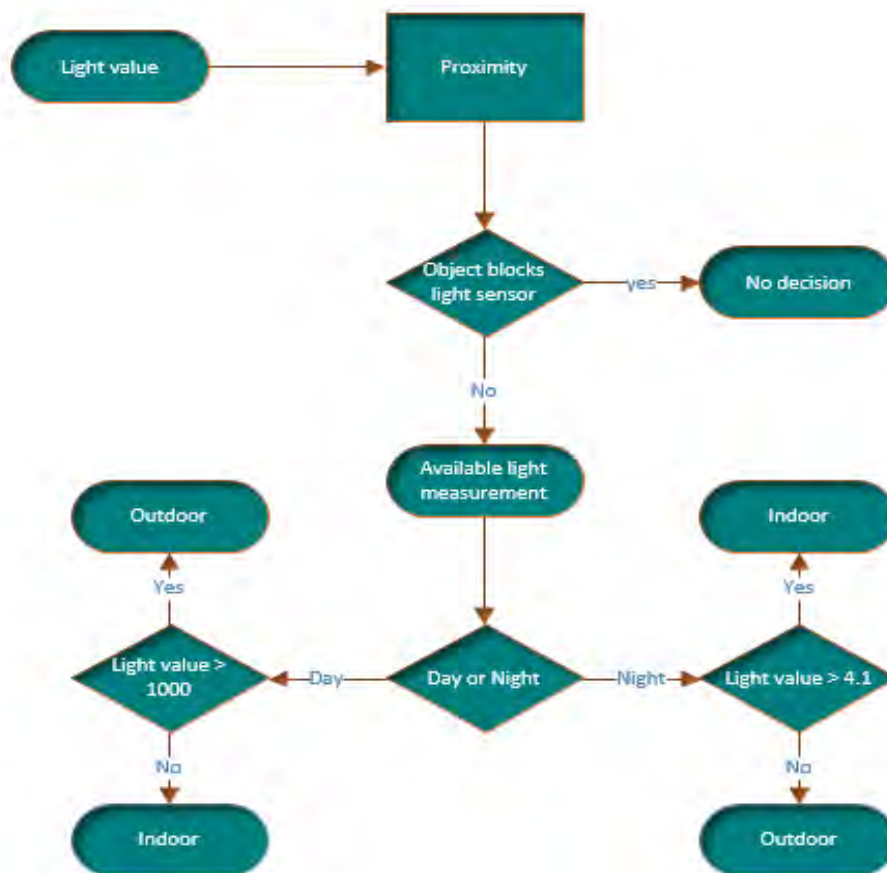 Light value
Proximity
Object blocks
light sensor
yes
No decision
No
Available light
measurement
Outdoor
Indoor
Yes
Yes
Light value >
1000
Day
Day or Night
Night
Light value > 4.1
No
No
Indoor
Outdoor